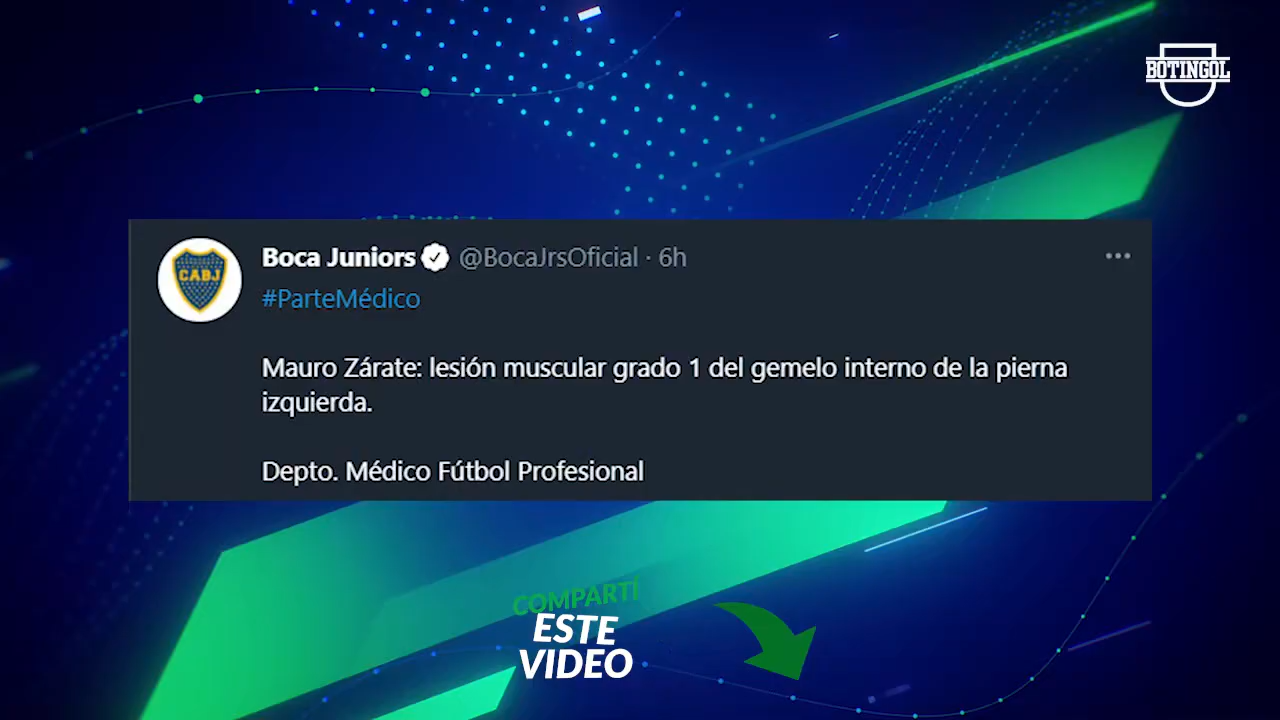 BOTINGOL
Boca Juniors @BocaJrsOficial · 6h
CABJ
#ParteMédico
Mauro Zárate: lesión muscular grado 1 del gemelo interno de la pierna
izquierda.
Depto. Médico Fútbol Profesional
COMPARTÍ
ESTE
VIDEO